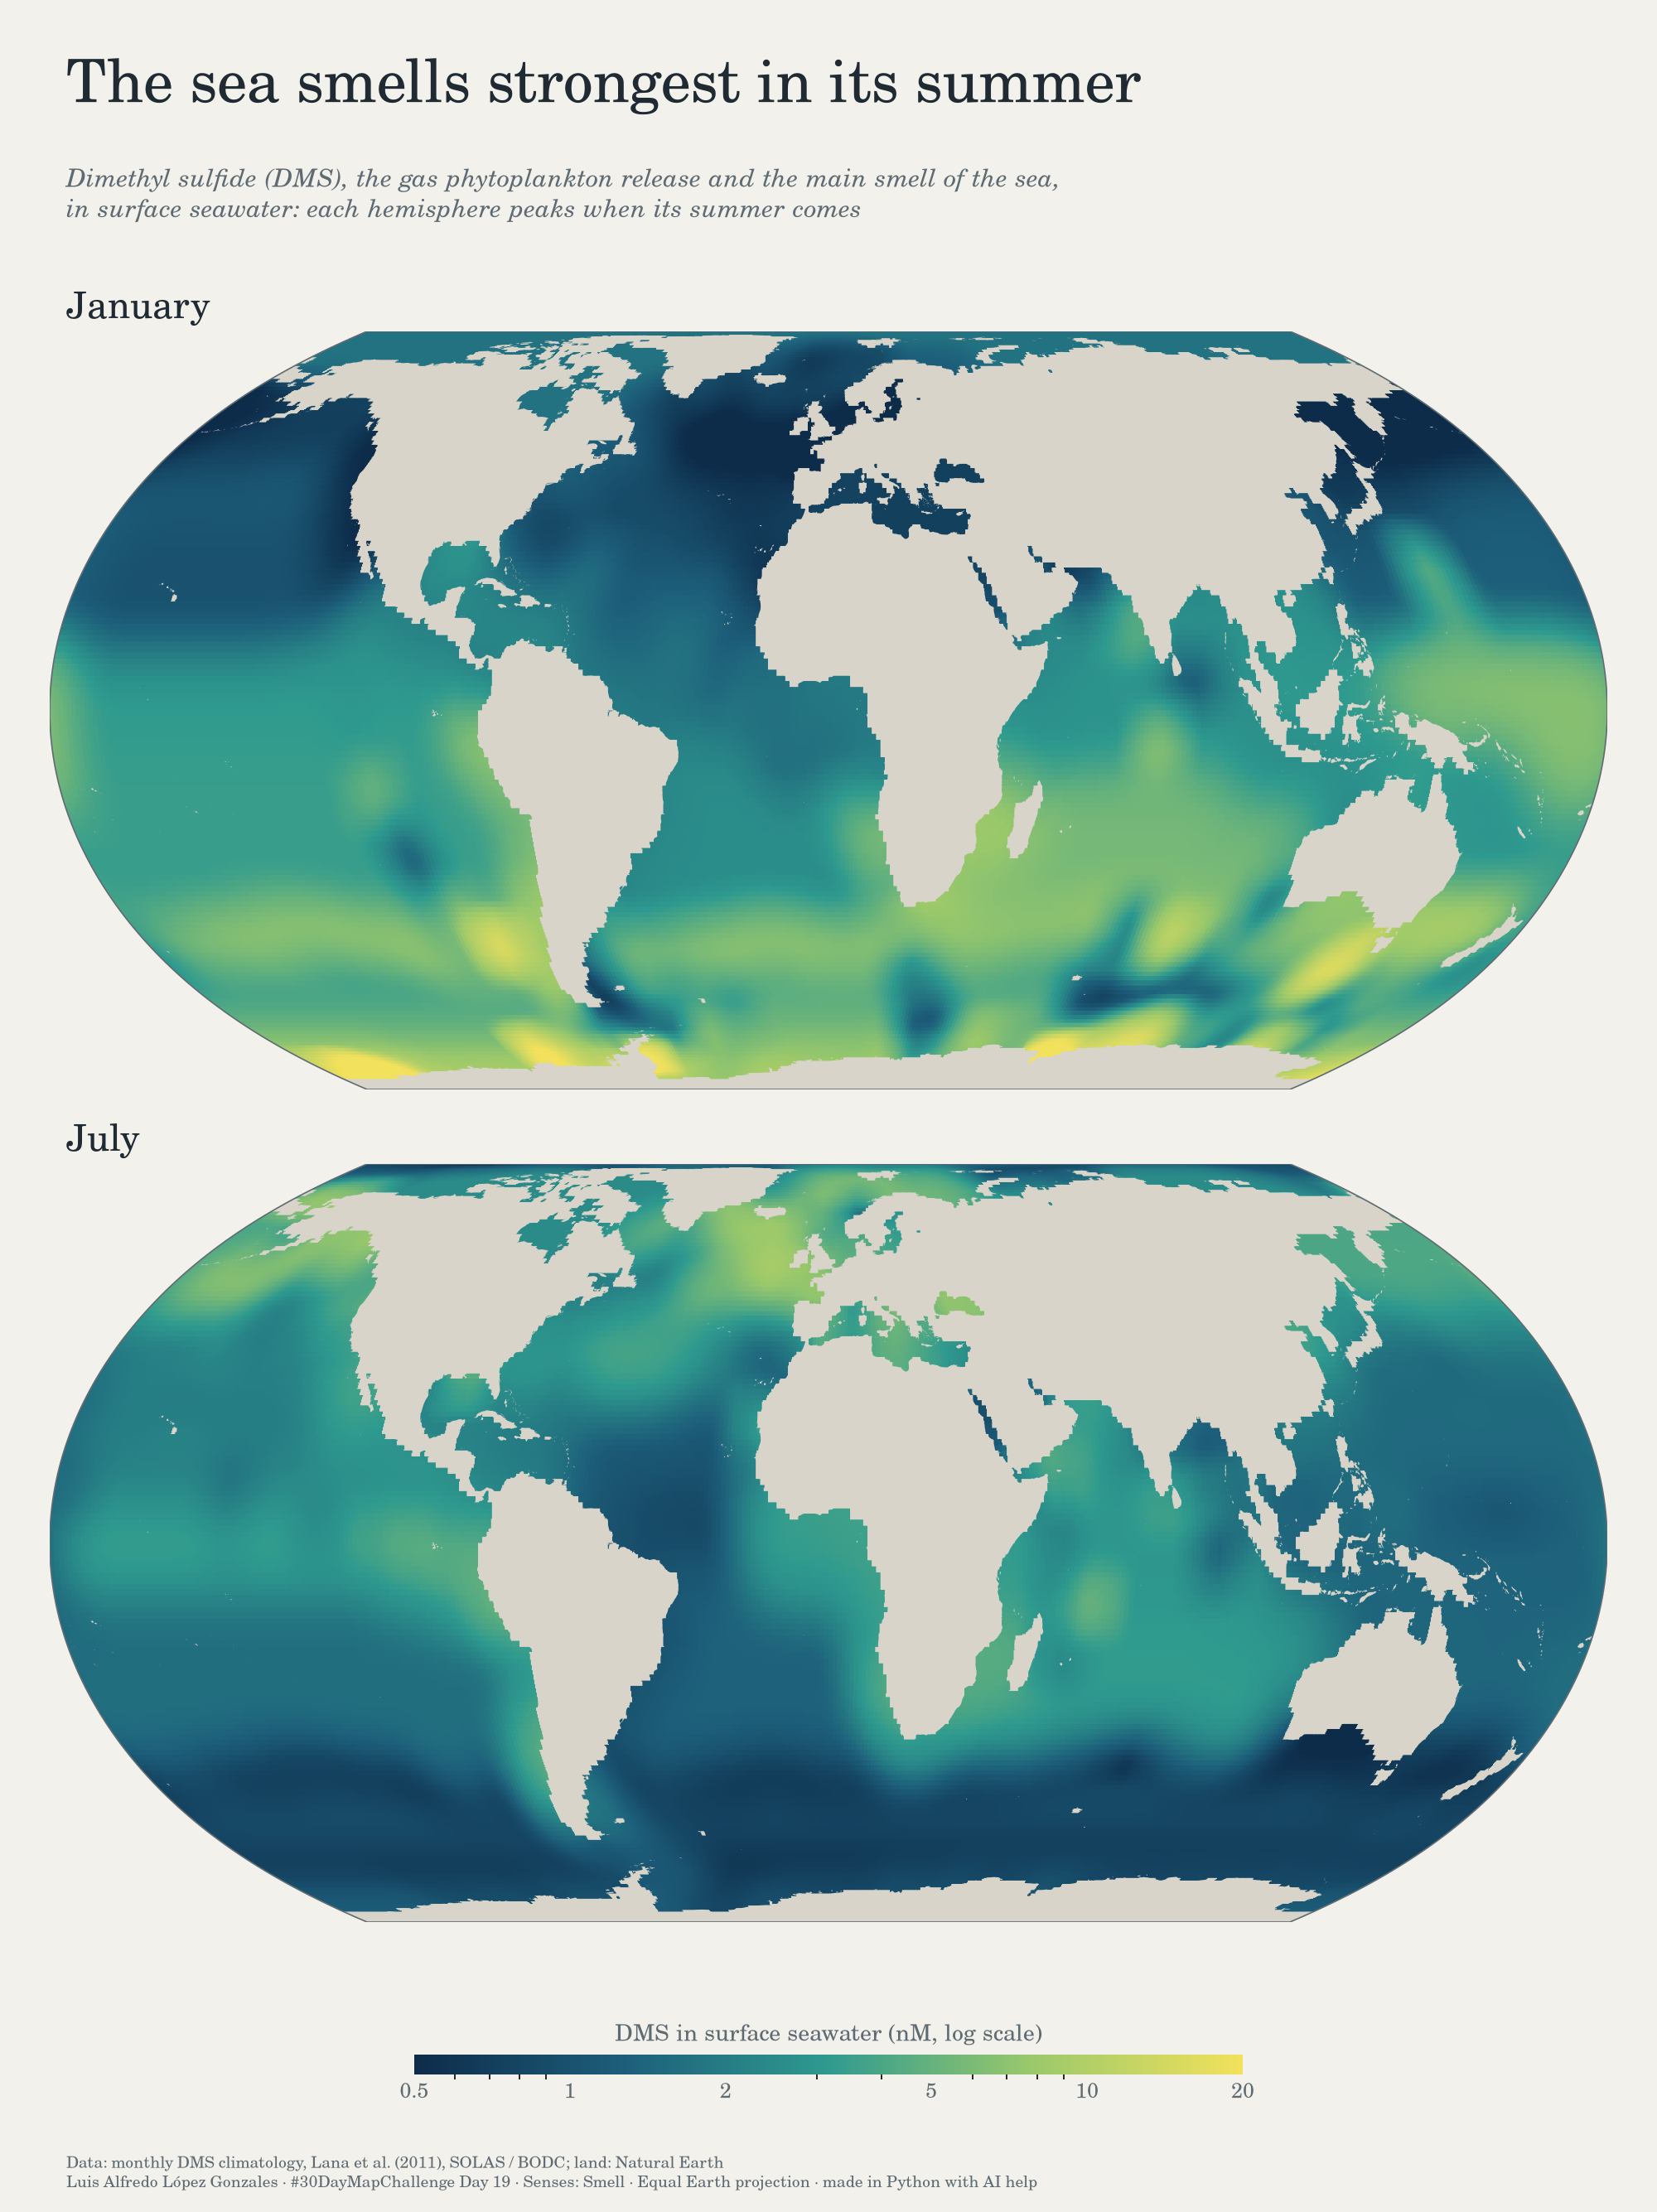 The sea smells strongest in its summer
Dimethyl sulfide (DMS), the gas phytoplankton release and the main smell of the sea,
in surface seawater: each hemisphere peaks when its summer comes
January
July
DMS in surface seawater (nM, log scale)
0.5 1 2 5 10 20
Data: monthly DMS climatology, Lana et al. (2011), SOLAS / BODC; land: Natural Earth
Luis Alfredo López Gonzales · #30DayMapChallenge Day 19 · Senses: Smell · Equal Earth projection · made in Python with AI help